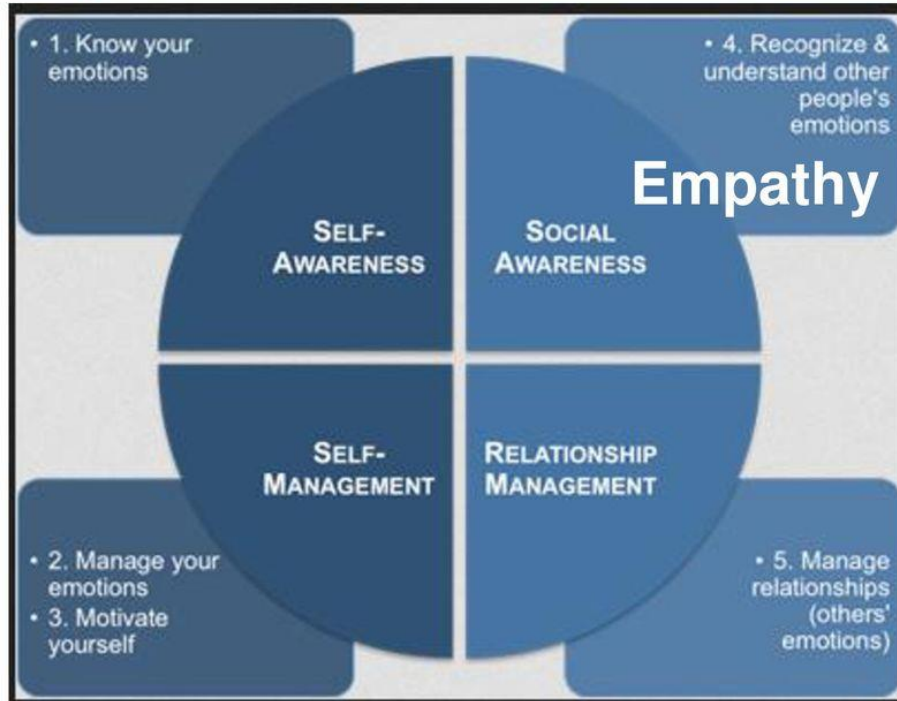 • 1. Know your
emotions
• 4. Recognize &
understand other
people's
emotions
Empathy
SELF-
AWARENESS
SOCIAL
AWARENESS
SELF-
MANAGEMENT
RELATIONSHIP
MANAGEMENT
• 2. Manage your
emotions
• 3. Motivate
yourself
• 5. Manage
relationships
(others'
emotions)